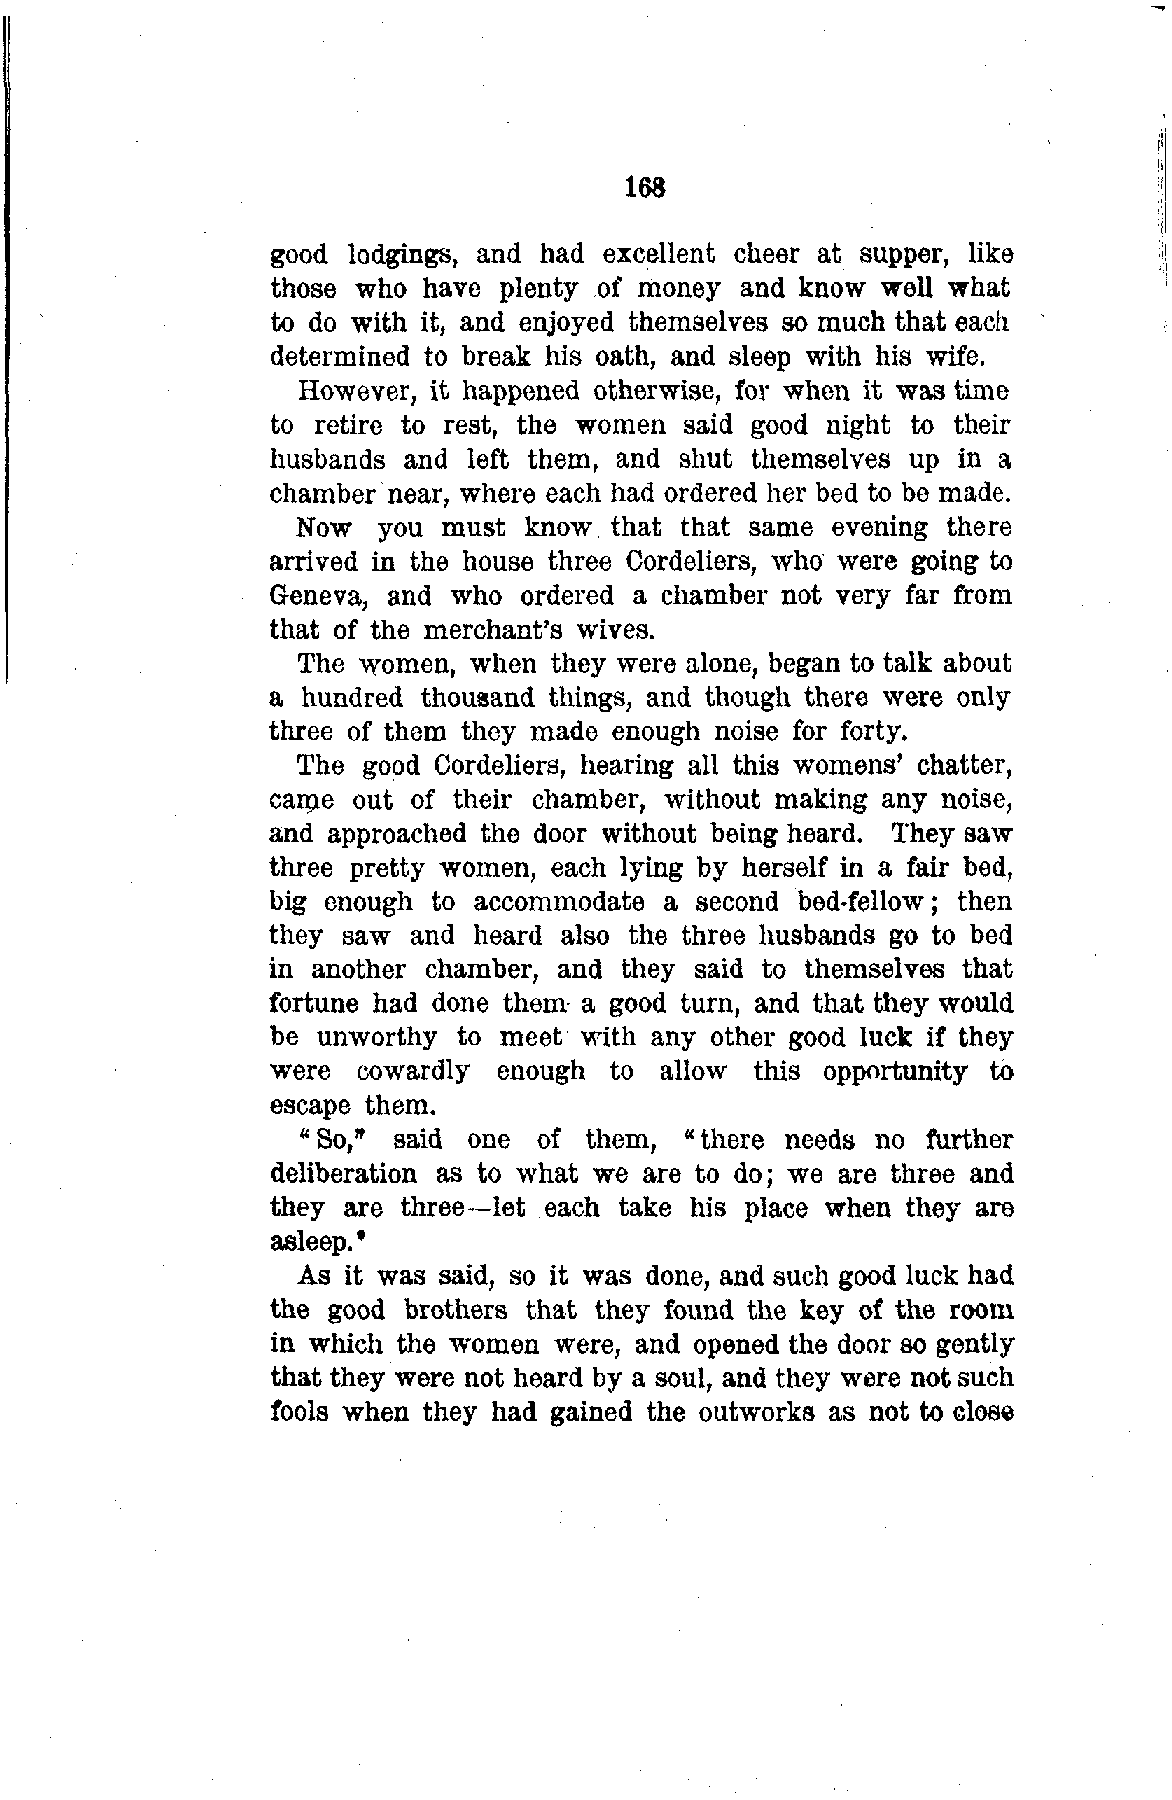 168
good lodgings, and had excellent cheer at supper, like
those who have plenty of money and know well what
to do with it, and enjoyed themselves so much that each
determined to break his oath, and sleep with his wife.
However, it happened otherwise, for when it was time
to retire to rest, the women said good night to their
husbands and left them, and shut themselves up in a
chamber near, where each had ordered her bed to be made.
Now you must know that that same evening there
arrived in the house three Cordeliers, who were going to
Geneva, and who ordered a chamber not very far from
that of the merchant's wives.
The women, when they were alone, began to talk about
a hundred thousand things, and though there were only
three of them they made enough noise for forty.
The good Cordeliers, hearing all this womens' chatter,
came out of their chamber, without making any noise,
and approached the door without being heard. They saw
three pretty women, each lying by herself in a fair bed,
big enough to accommodate a second bed-fellow; then
they saw and heard also the three husbands go to bed
in another chamber, and they said to themselves that
fortune had done them a good turn, and that they would
be unworthy to meet with any other good luck if they
were cowardly enough to allow this opportunity to
escape them.
"So," said one of them, "there needs no further
deliberation as to what we are to do; we are three and
they are three—let each take his place when they are
asleep."
As it was said, so it was done, and such good luck had
the good brothers that they found the key of the room
in which the women were, and opened the door so gently
that they were not heard by a soul, and they were not such
fools when they had gained the outworks as not to close